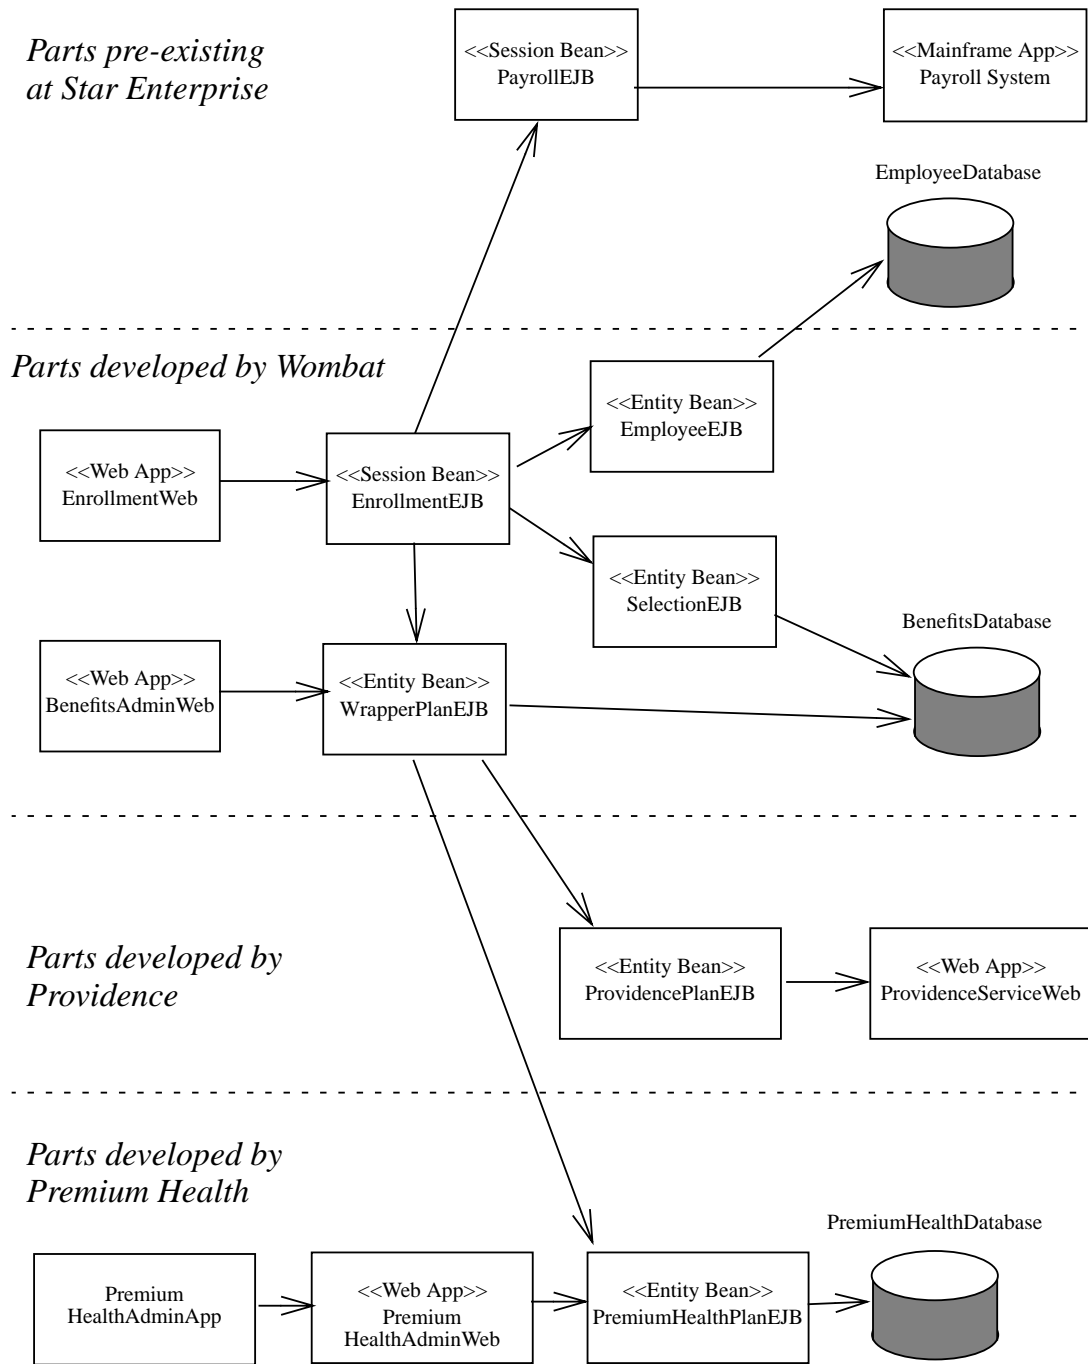 Parts pre-existing
at Star Enterprise
<<Session Bean>>
PayrollEJB
<<Mainframe App>>
Payroll System
EmployeeDatabase
Parts developed by Wombat
<<Entity Bean>>
EmployeeEJB
<<Web App>>
EnrollmentWeb
<<Session Bean>>
EnrollmentEJB
<<Entity Bean>>
SelectionEJB
BenefitsDatabase
<<Web App>>
BenefitsAdminWeb
<<Entity Bean>>
WrapperPlanEJB
Parts developed by
Providence
<<Entity Bean>>
ProvidencePlanEJB
<<Web App>>
ProvidenceServiceWeb
Parts developed by
Premium Health
PremiumHealthDatabase
Premium
HealthAdminApp
<<Web App>>
Premium
HealthAdminWeb
<<Entity Bean>>
PremiumHealthPlanEJB